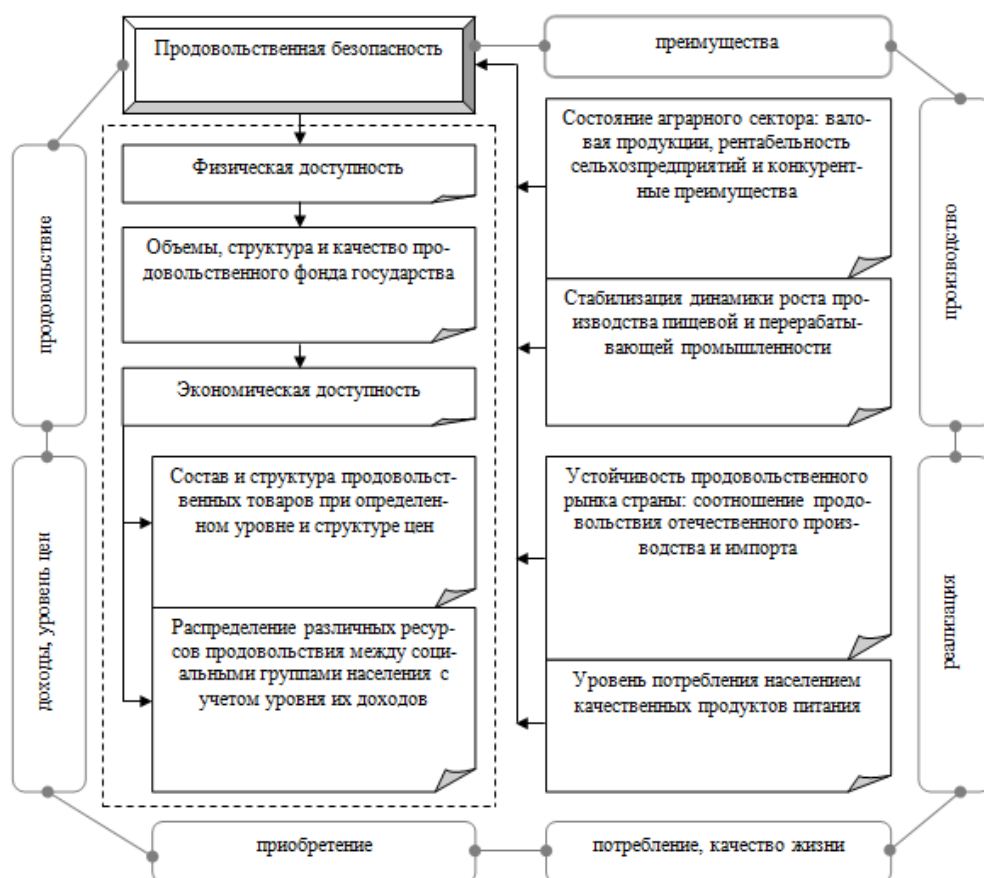 Продовольственная безопасность
преимущества
продовольствие
Физическая доступность
Объемы, структура и качество про-
довольственного фонда государства
Экономическая доступность
доходы, уровень цен
Состав и структура продовольст-
венных товаров при определен-
ном уровне и структуре цен
Распределение различных ресур-
сов продовольствия между соци-
альными группами населения с
учетом уровня их доходов
Состояние аграрного сектора: вало-
вая продукции, рентабельность
сельхозпредприятий и конкурент-
ные преимущества
Стабилизация динамики роста про-
изводства пищевой и перерабаты-
вающей промышленности
производство
Устойчивость продовольственного
рынка страны: соотношение продо-
вольствия отечественного произ-
водства и импорта
Уровень потребления населением
качественных продуктов питания
реализация
приобретение
потребление, качество жизни